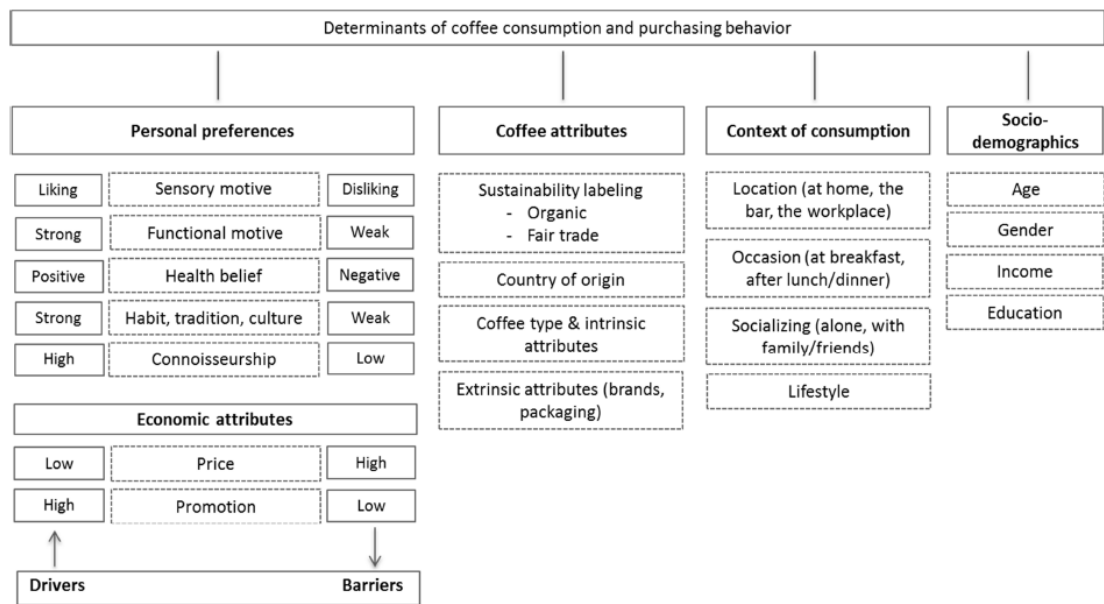 Determinants of coffee consumption and purchasing behavior
Personal preferences
Liking
Sensory motive
Disliking
Strong
Functional motive
Weak
Positive
Health belief
Negative
Strong
Habit, tradition, culture
Weak
High
Connoisseurship
Low
Economic attributes
Low
Price
High
High
Promotion
Low
Drivers
Barriers
Coffee attributes
Sustainability labeling
- Organic
- Fair trade
Country of origin
Coffee type & intrinsic
attributes
Extrinsic attributes (brands,
packaging)
Context of consumption
Location (at home, the
bar, the workplace)
Occasion (at breakfast,
after lunch/dinner)
Socializing (alone, with
family/friends)
Lifestyle
Socio-
demographics
Age
Gender
Income
Education